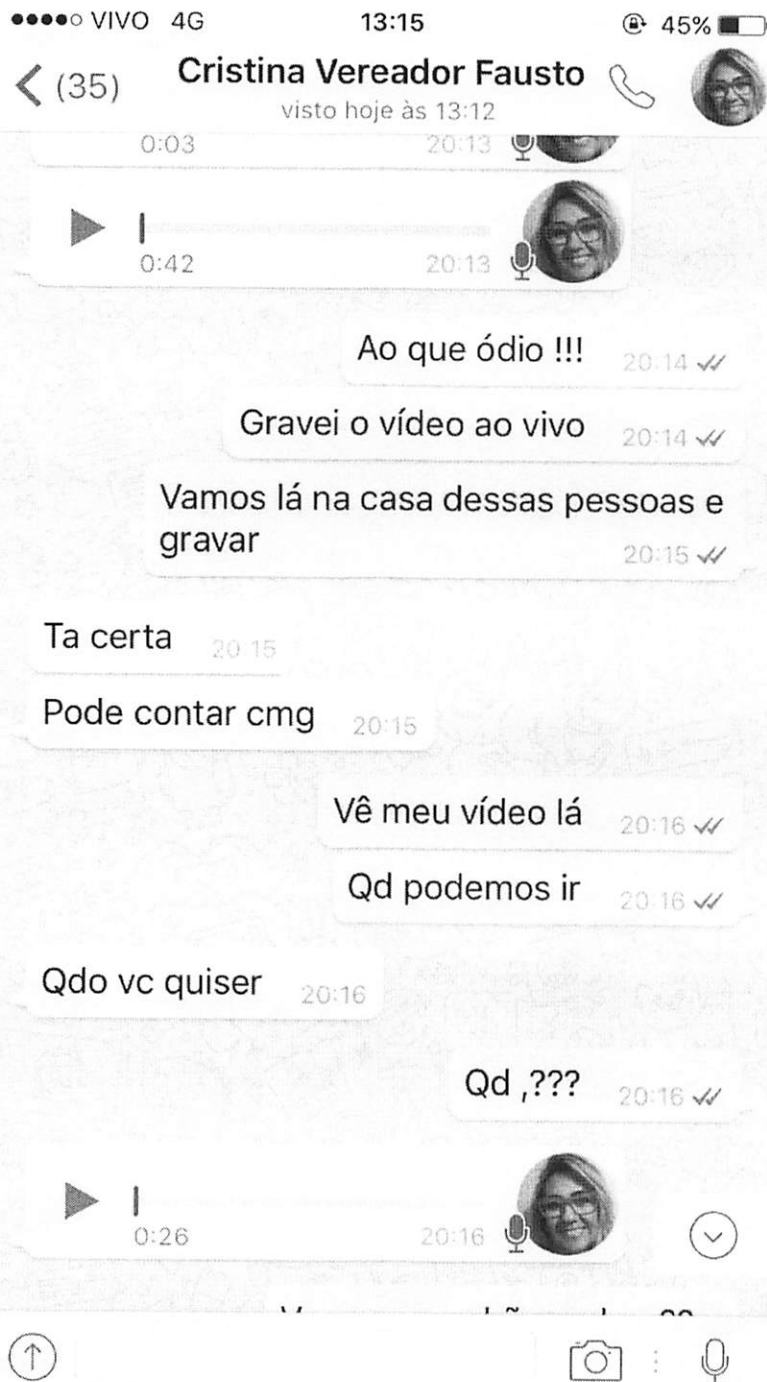 VIVO 4G 13:15 45%
(35) Cristina Vereador Fausto
visto hoje às 13:12
0:03 20:13
0:42 20:13
Ao que ódio !!! 20:14
Gravei o vídeo ao vivo 20:14
Vamos lá na casa dessas pessoas e
gravar 20:15
Ta certa 20:15
Pode contar cmg 20:15
Vê meu vídeo lá 20:16
Qd podemos ir 20:16
Qdo vc quiser 20:16
Qd ,??? 20:16
0:26 20:16